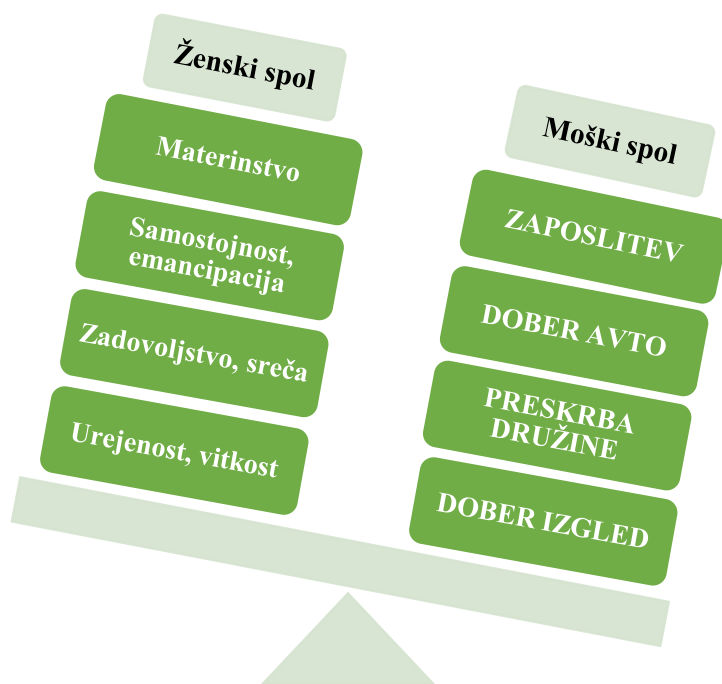 Ženski spol
Materinstvo
Samostojnost,
emancipacija
Zadovoljstvo, sreča
Urejenost, vitkost
Moški spol
ZAPOSLITEV
DOBER AVTO
PRESKRBA
DRUŽINE
DOBER IZGLED